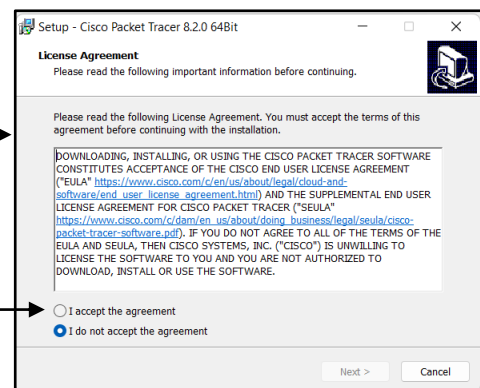 Setup - Cisco Packet Tracer 8.2.0 64Bit
License Agreement
Please read the following important information before continuing.
Please read the following License Agreement. You must accept the terms of this
agreement before continuing with the installation.
DOWNLOADING, INSTALLING, OR USING THE CISCO PACKET TRACER SOFTWARE
CONSTITUTES ACCEPTANCE OF THE CISCO END USER LICENSE AGREEMENT
("EULA" https://www.cisco.com/c/en/us/about/legal/cloud-and-
software/end_user_license_agreement.html) AND THE SUPPLEMENTAL END USER
LICENSE AGREEMENT FOR CISCO PACKET TRACER ("SEULA"
https://www.cisco.com/c/dam/en_us/about/doing_business/legal/seula/cisco-
packet-tracer-software.pdf). IF YOU DO NOT AGREE TO ALL OF THE TERMS OF THE
EULA AND SEULA, THEN CISCO SYSTEMS, INC. ("CISCO") IS UNWILLING TO
LICENSE THE SOFTWARE TO YOU AND YOU ARE NOT AUTHORIZED TO
DOWNLOAD, INSTALL OR USE THE SOFTWARE.
I accept the agreement
I do not accept the agreement
Next >
Cancel